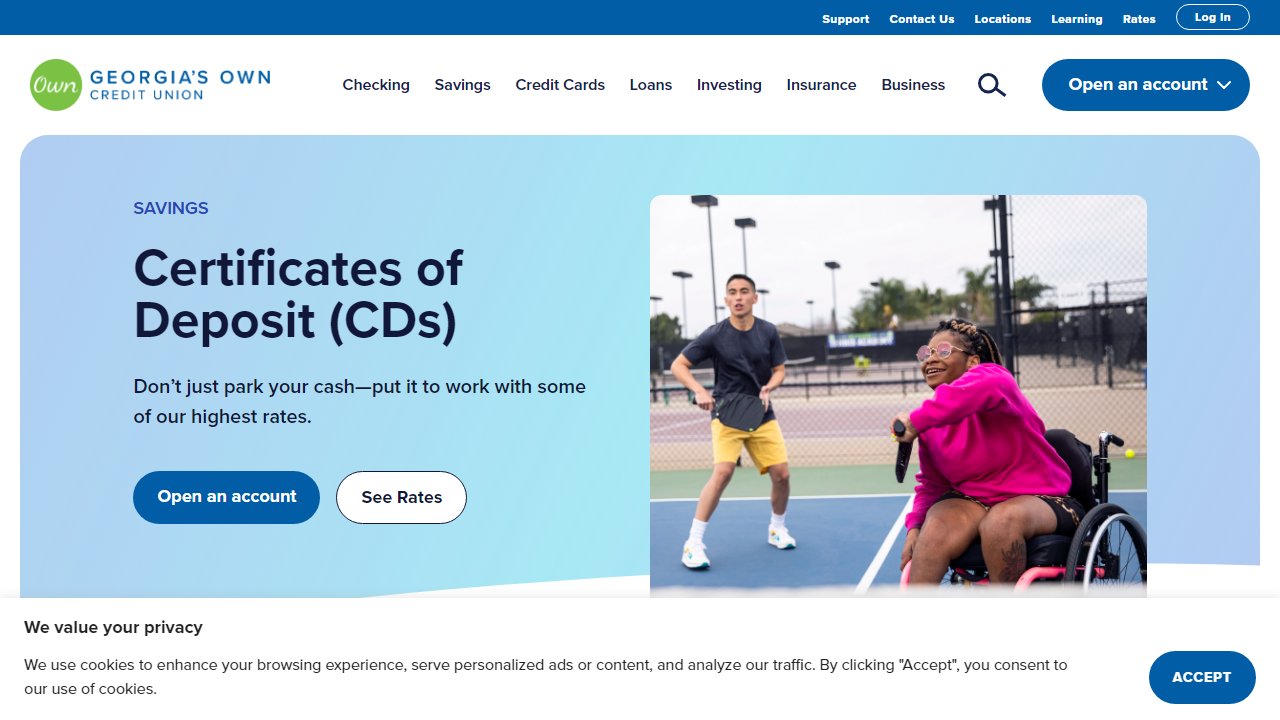 Support Contact Us Locations Learning Rates Log In
Own GEORGIA'S OWN
CREDIT UNION
Checking Savings Credit Cards Loans Investing Insurance Business
Open an account
SAVINGS
Certificates of
Deposit (CDs)
Don’t just park your cash—put it to work with some
of our highest rates.
Open an account See Rates
We value your privacy
We use cookies to enhance your browsing experience, serve personalized ads or content, and analyze our traffic. By clicking "Accept", you consent to
our use of cookies.
ACCEPT